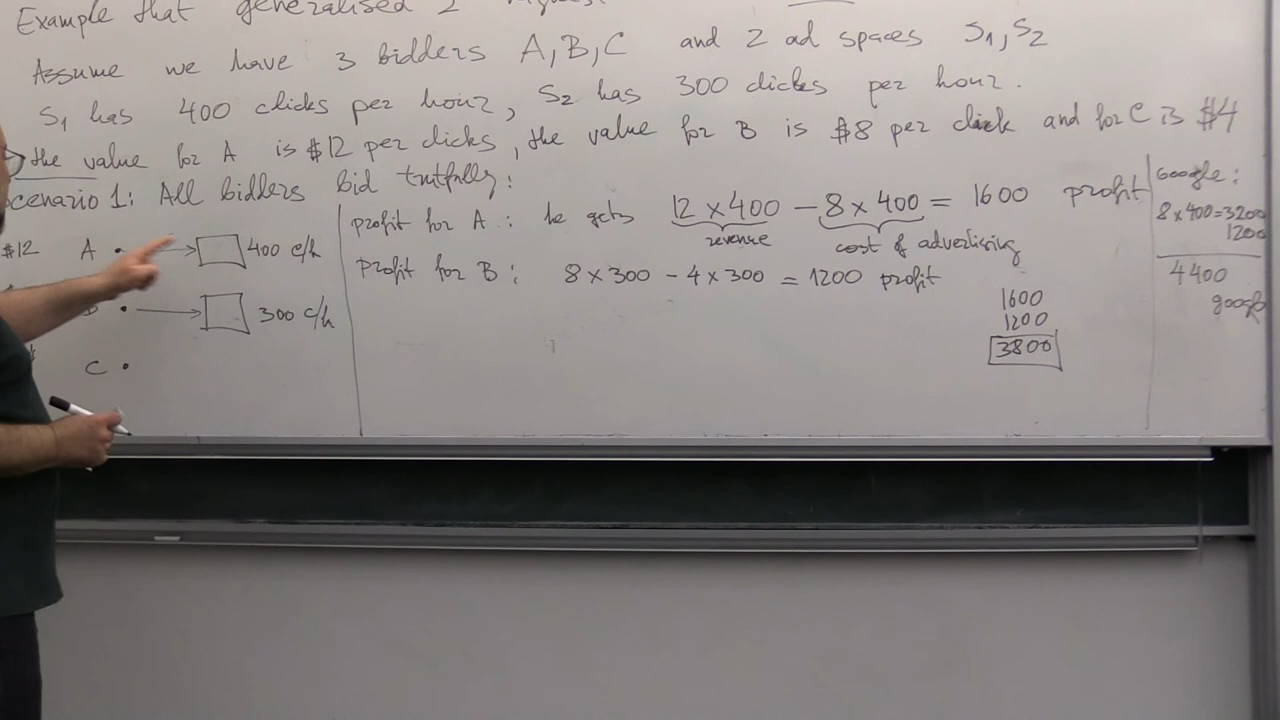 Example that generalised 2
Assume we have 3 bidders A, B, C and 2 ad spaces S1, S2
S1 has 400 clicks per hour, S2 has 300 clicks per hour.
the value for A is $12 per clicks, the value for B is $8 per click and for C is $4
cenario 1: All bidders bid trutfully:
$12 A 400 c/h
B 300 c/h
C
profit for A: he gets 12 × 400 - 8 × 400 = 1600 profit
revenue cost of advertising
Profit for B: 8 × 300 - 4 × 300 = 1200 profit
1600
1200
3800
Google:
8 × 400 = 3200
1200
4400
google